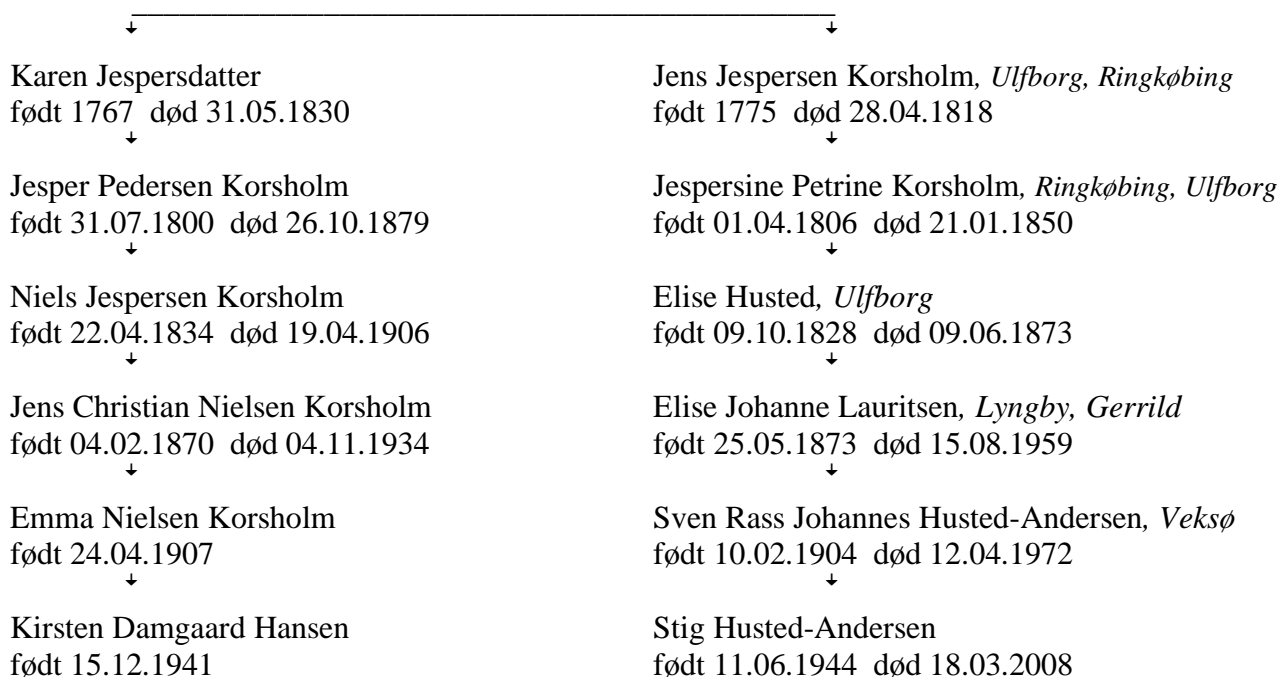 Karen Jespersdatter
født 1767 død 31.05.1830
Jens Jespersen Korsholm, Ulfborg, Ringkøbing
født 1775 død 28.04.1818
Jesper Pedersen Korsholm
født 31.07.1800 død 26.10.1879
Jespersine Petrine Korsholm, Ringkøbing, Ulfborg
født 01.04.1806 død 21.01.1850
Niels Jespersen Korsholm
født 22.04.1834 død 19.04.1906
Elise Husted, Ulfborg
født 09.10.1828 død 09.06.1873
Jens Christian Nielsen Korsholm
født 04.02.1870 død 04.11.1934
Elise Johanne Lauritsen, Lyngby, Gerrild
født 25.05.1873 død 15.08.1959
Emma Nielsen Korsholm
født 24.04.1907
Sven Rass Johannes Husted-Andersen, Veksø
født 10.02.1904 død 12.04.1972
Kirsten Damgaard Hansen
født 15.12.1941
Stig Husted-Andersen
født 11.06.1944 død 18.03.2008